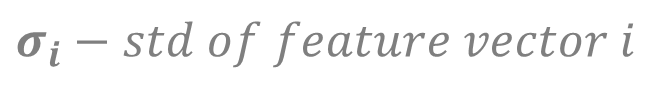 σᵢ − std of feature vector i